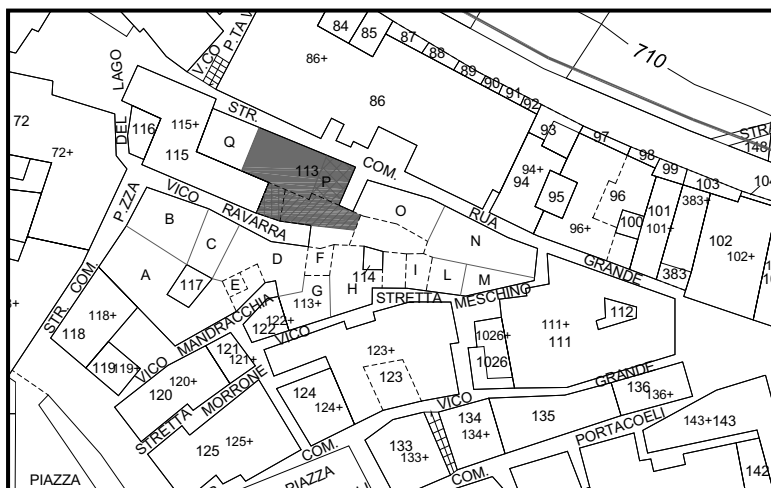 84
85
87
88
89
90
91
92
710
72
72+
DEL LAGO
V.CO P.TA V
86+
86
STR. COM. RUA GRANDE
116
115+
115
Q
113
P
93
94+
94
95
97
96
96+
98
99
100
101
101+
383+
383
103
104
STRA
148
102
102+
P.ZZA
VICO RAVARRA
B
C
A
117
E
D
F
G
113+
H
114
I
L
M
O
N
STR. COM.
118+
118
119
119+
VICO MANDRACCHIA
122+
122
121
121+
VICO STRETTA MESCHINO
1026+
1026
111+
111
112
120+
120
STRETTA MORRONE
123+
123
124
124+
125
125+
COM. VICO GRANDE
133
133+
134
134+
135
136
136+
COM. PORTACOELI
143+
143
142
PIAZZA
PIAZZA